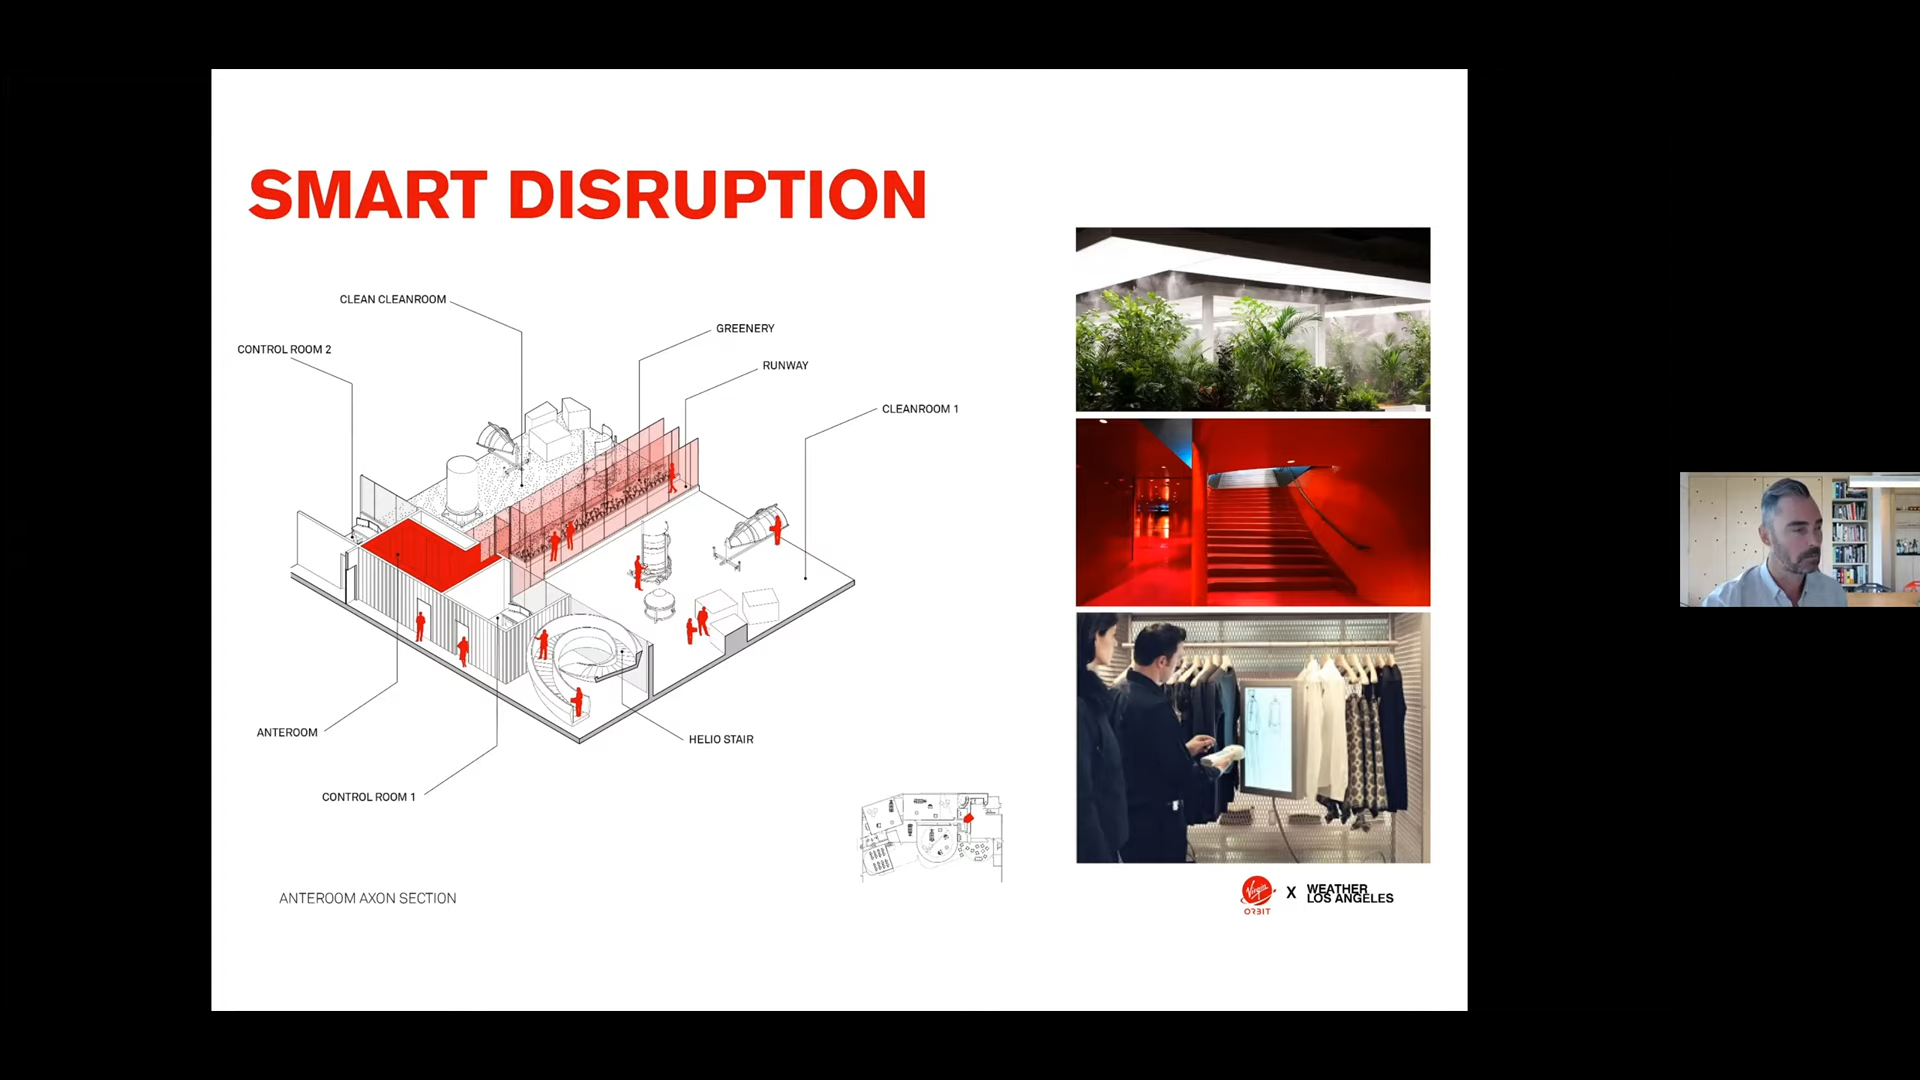 SMART DISRUPTION
CLEAN CLEANROOM
GREENERY
CONTROL ROOM 2
RUNWAY
CLEANROOM 1
ANTEROOM
HELIO STAIR
CONTROL ROOM 1
ANTEROOM AXON SECTION
Virgin
ORBIT
X
WEATHER
LOS ANGELES